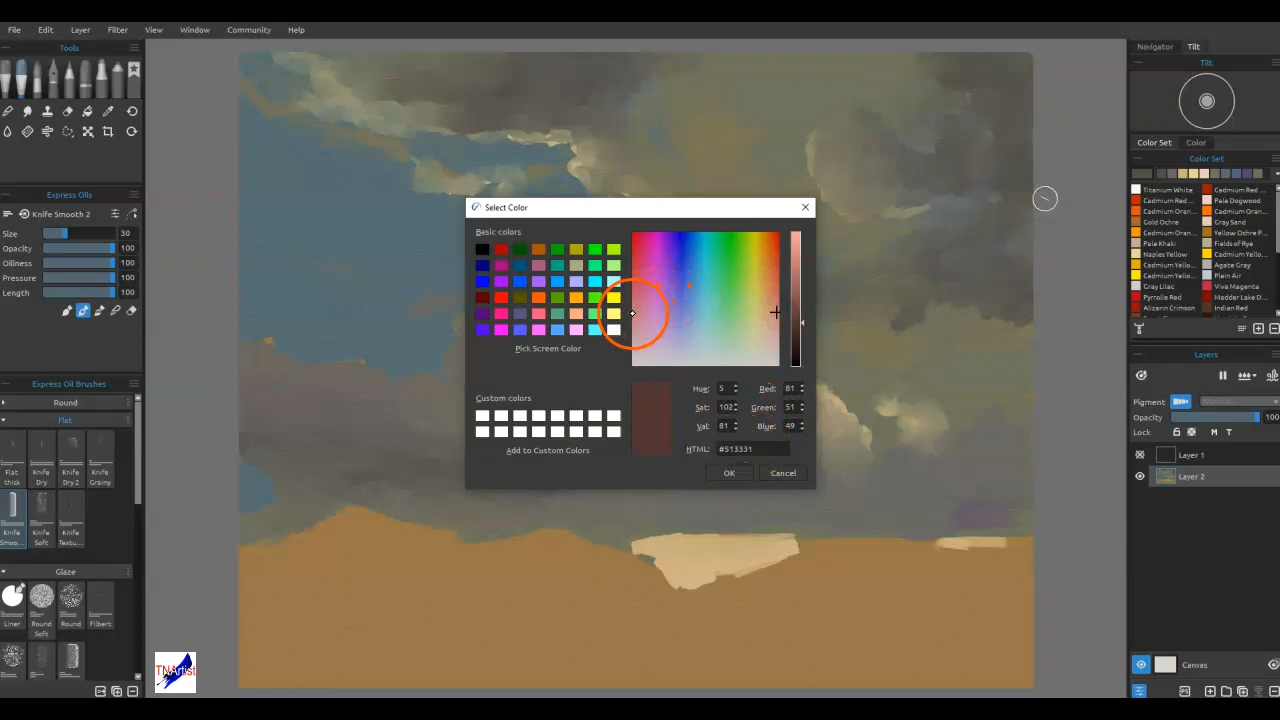 File Edit Layer Filter View Window Community Help
Tools
Express Oils
Knife Smooth 2
Size 30
Opacity 100
Oiliness 100
Pressure 100
Length 100
Express Oil Brushes
Round
Flat
Flat thick
Knife Dry
Knife Dry 2
Knife Grainy
Knife Smoo...
Knife Soft
Knife Textu...
Glaze
Liner
Round Soft
Round
Filbert
TNArtist
Select Color
Basic colors
Pick Screen Color
Custom colors
Add to Custom Colors
Hue: 5 Red: 81
Sat: 102 Green: 51
Val: 81 Blue: 49
HTML: #513331
OK Cancel
Navigator Tilt
Tilt
Color Set Color
Color Set
Titanium White Cadmium Red ...
Cadmium Red ... Pale Dogwood
Cadmium Oran... Cadmium Oran...
Gold Ochre Gray Sand
Cadmium Oran... Yellow Ochre P...
Pale Khaki Fields of Rye
Naples Yellow Cadmium Yello...
Cadmium Yello... Agate Gray
Cadmium Yello... Pale Iris
Gray Lilac Viva Magenta
Pyrrole Red Madder Lake D...
Alizarin Crimson Indian Red
Layers
Pigment
Opacity 100
Lock M T
Layer 1
Layer 2
Canvas
PS